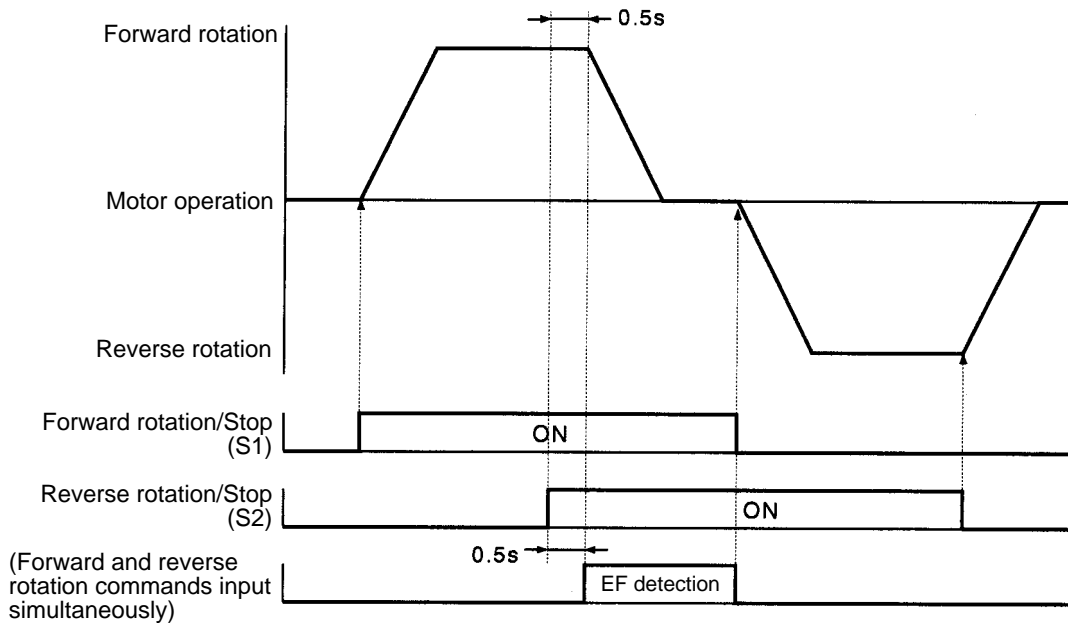 0.5s
Forward rotation
Motor operation
Reverse rotation
Forward rotation/Stop
(S1)
ON
Reverse rotation/Stop
(S2)
ON
0.5s
(Forward and reverse
rotation commands input
simultaneously)
EF detection